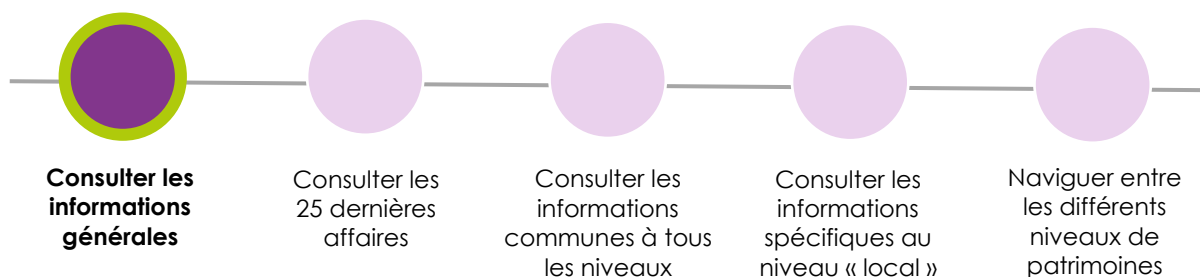 Consulter les
informations
générales
Consulter les
25 dernières
affaires
Consulter les
informations
communes à tous
les niveaux
Consulter les
informations
spécifiques au
niveau « local »
Naviguer entre
les différents
niveaux de
patrimoines